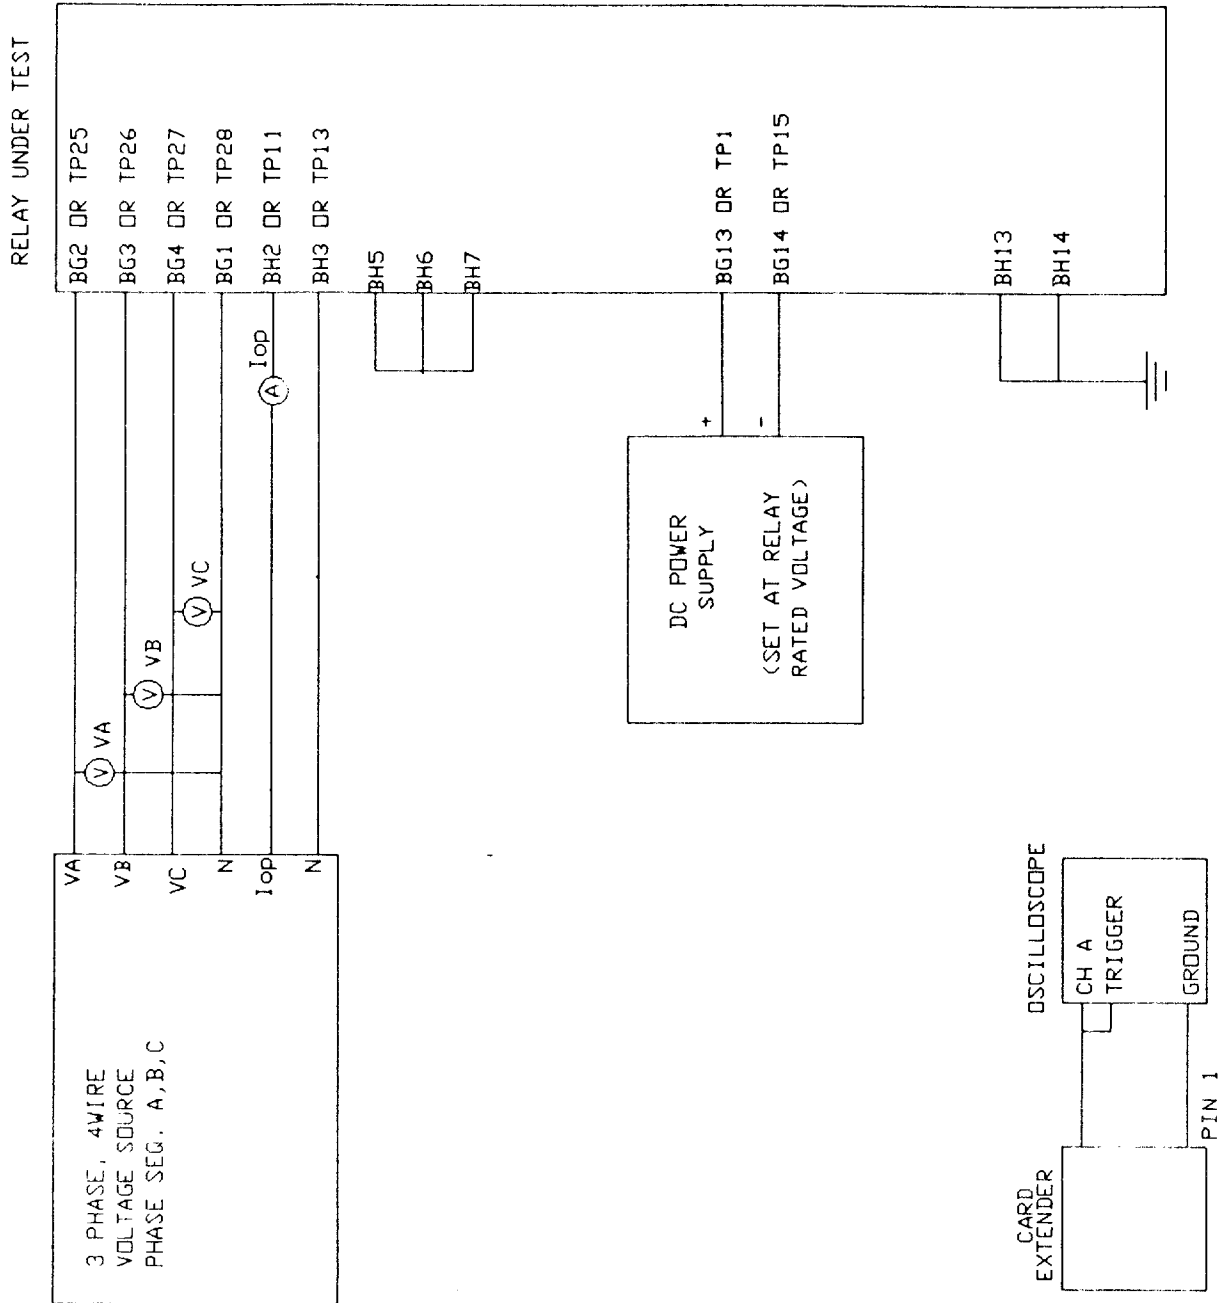 RELAY UNDER TEST
BG2 OR TP25
BG3 OR TP26
BG4 OR TP27
BG1 OR TP28
BH2 OR TP11
BH3 OR TP13
BH5
BH6
BH7
BG13 OR TP1
BG14 OR TP15
BH13
BH14
Iop
A
V VC
V VB
V VA
+
-
DC POWER
SUPPLY
(SET AT RELAY
RATED VOLTAGE)
VA
VB
VC
N
Iop
N
3 PHASE, 4WIRE
VOLTAGE SOURCE
PHASE SEQ. A,B,C
OSCILLOSCOPE
CH A
TRIGGER
GROUND
PIN 1
CARD
EXTENDER